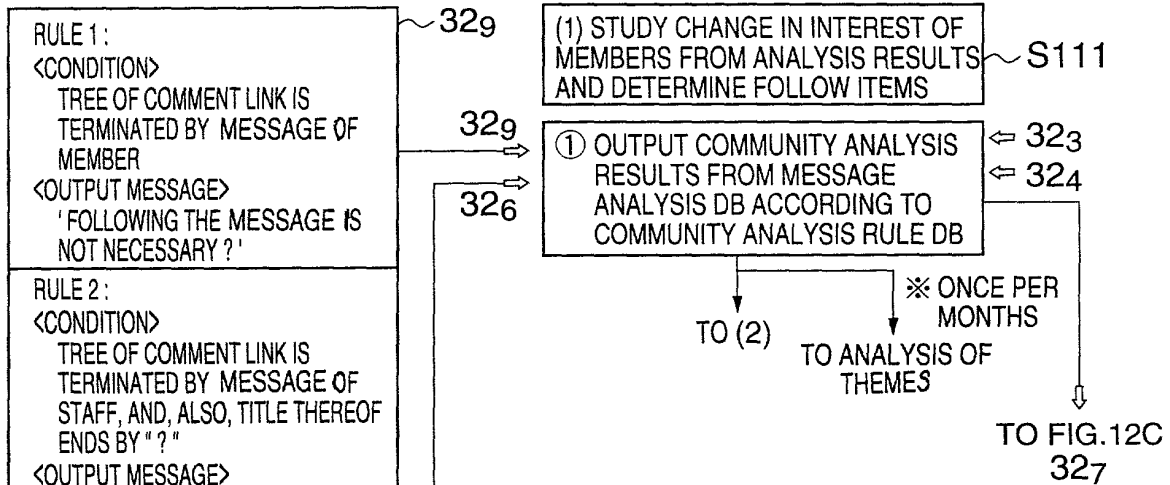 RULE 1 :
<CONDITION>
TREE OF COMMENT LINK IS
TERMINATED BY MESSAGE OF
MEMBER
<OUTPUT MESSAGE>
' FOLLOWING THE MESSAGE IS
NOT NECESSARY ? '
RULE 2 :
<CONDITION>
TREE OF COMMENT LINK IS
TERMINATED BY MESSAGE OF
STAFF, AND, ALSO, TITLE THEREOF
ENDS BY " ? "
<OUTPUT MESSAGE>
32₉
(1) STUDY CHANGE IN INTEREST OF
MEMBERS FROM ANALYSIS RESULTS
AND DETERMINE FOLLOW ITEMS
S111
32₉
32₆
① OUTPUT COMMUNITY ANALYSIS
RESULTS FROM MESSAGE
ANALYSIS DB ACCORDING TO
COMMUNITY ANALYSIS RULE DB
32₃
32₄
※ ONCE PER
MONTHS
TO (2)
TO ANALYSIS OF
THEMES
TO FIG.12C
32₇